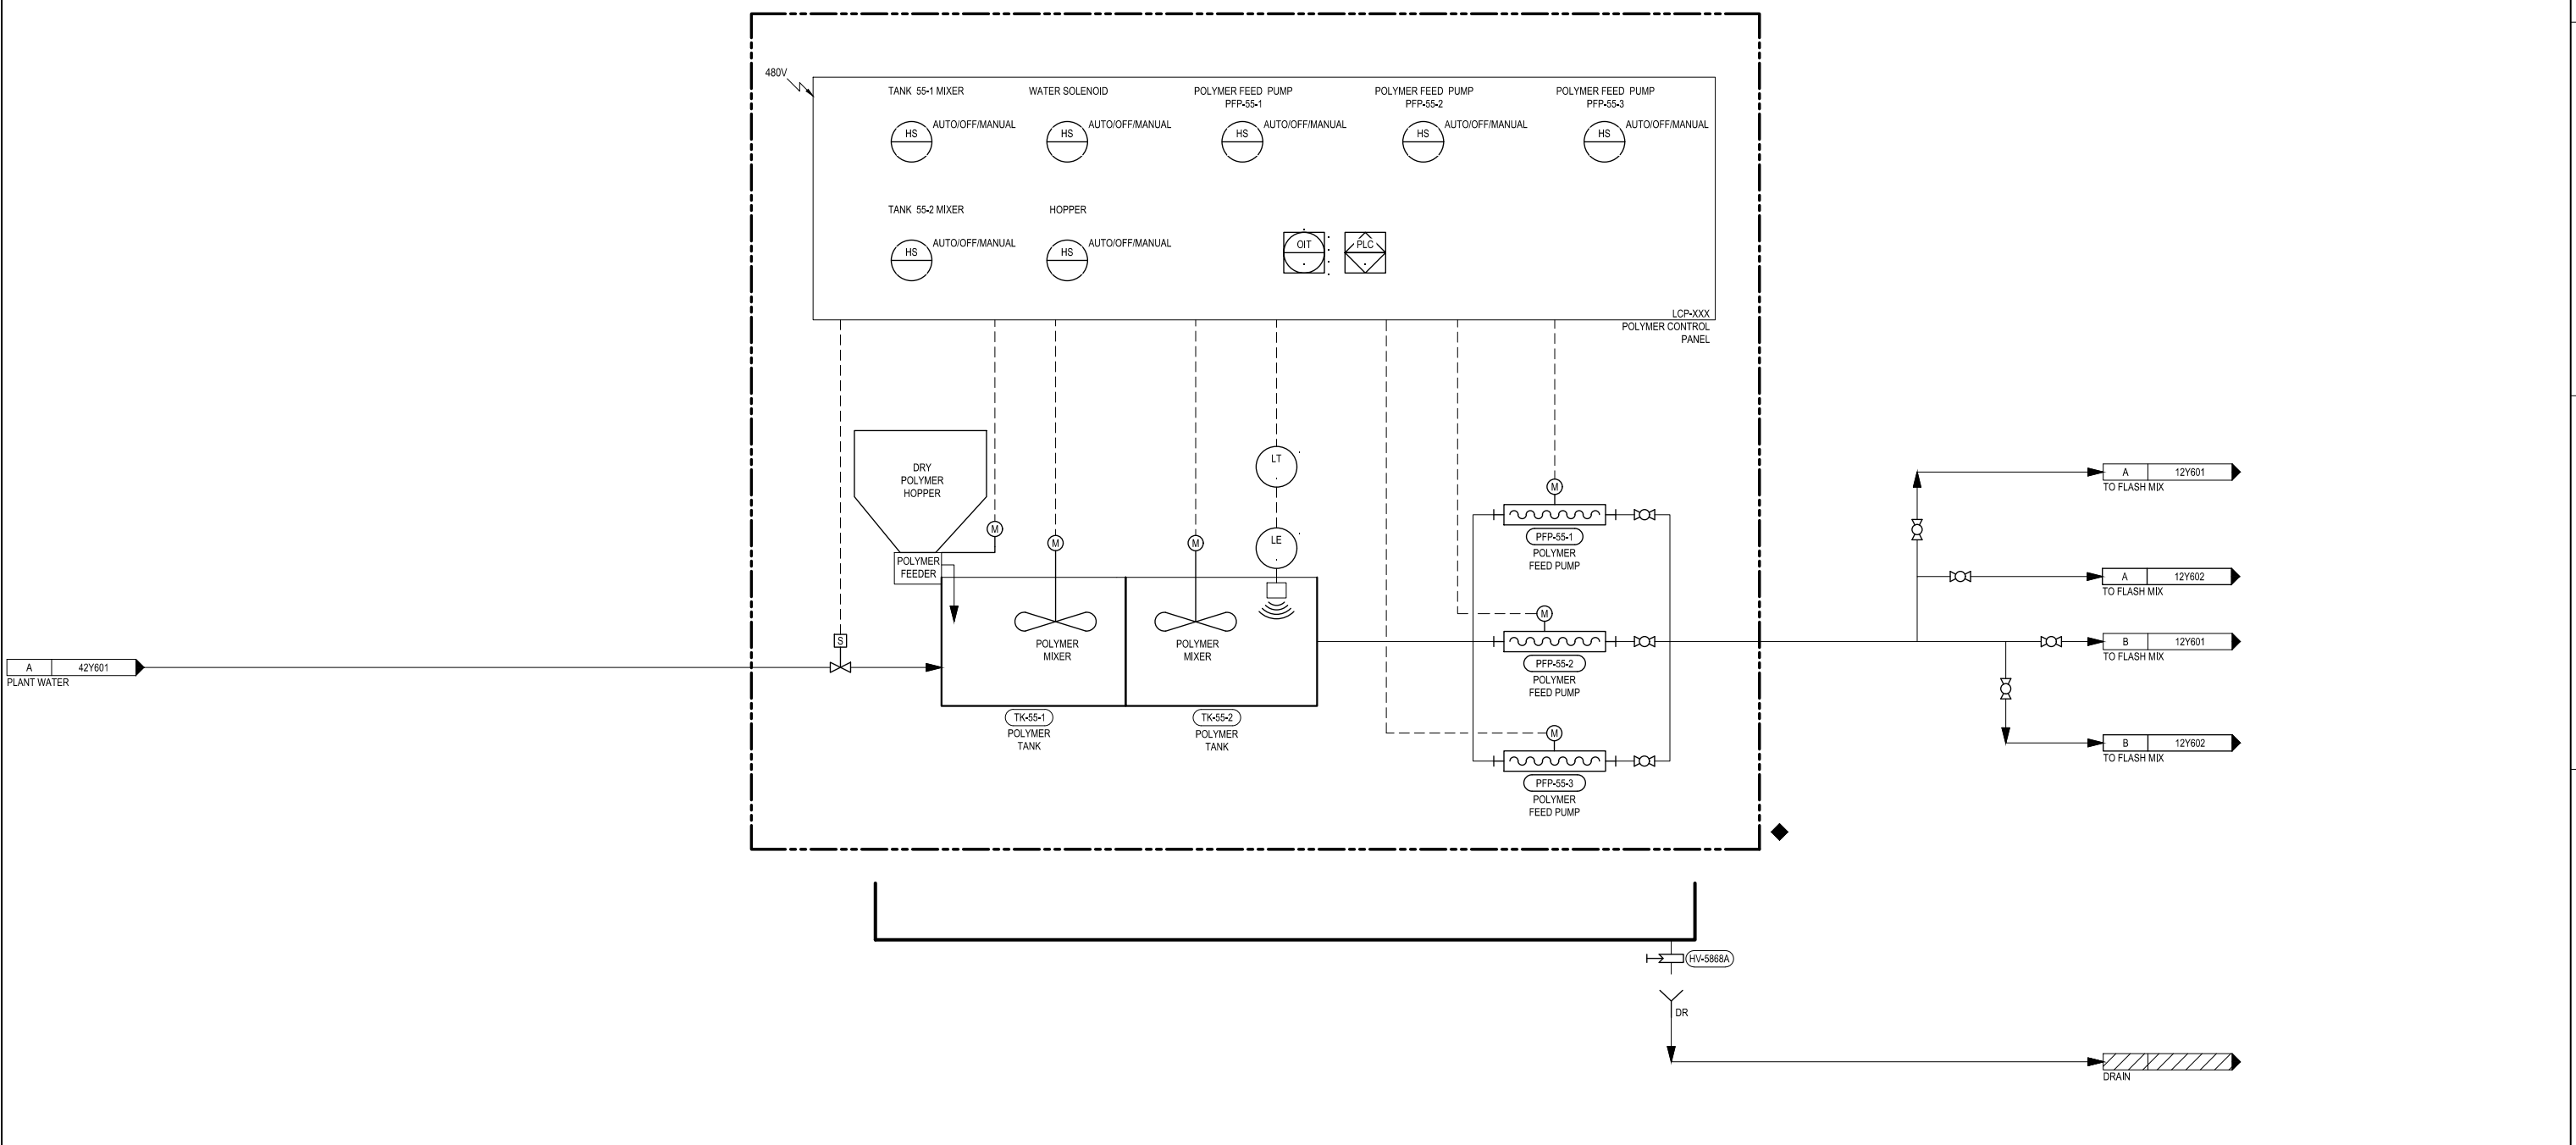 480V
TANK 55-1 MIXER
HS
AUTO/OFF/MANUAL
WATER SOLENOID
HS
AUTO/OFF/MANUAL
POLYMER FEED PUMP
PFP-55-1
HS
AUTO/OFF/MANUAL
POLYMER FEED PUMP
PFP-55-2
HS
AUTO/OFF/MANUAL
POLYMER FEED PUMP
PFP-55-3
HS
AUTO/OFF/MANUAL
TANK 55-2 MIXER
HS
AUTO/OFF/MANUAL
HOPPER
HS
AUTO/OFF/MANUAL
OIT
PLC
LCP-XXX
POLYMER CONTROL
PANEL
DRY
POLYMER
HOPPER
M
POLYMER
FEEDER
M
M
LT
LE
S
POLYMER
MIXER
POLYMER
MIXER
TK-55-1
POLYMER
TANK
TK-55-2
POLYMER
TANK
M
PFP-55-1
POLYMER
FEED PUMP
M
PFP-55-2
POLYMER
FEED PUMP
M
PFP-55-3
POLYMER
FEED PUMP
A 42Y601
PLANT WATER
A 12Y601
TO FLASH MIX
A 12Y602
TO FLASH MIX
B 12Y601
TO FLASH MIX
B 12Y602
TO FLASH MIX
HV-5868A
DR
DRAIN